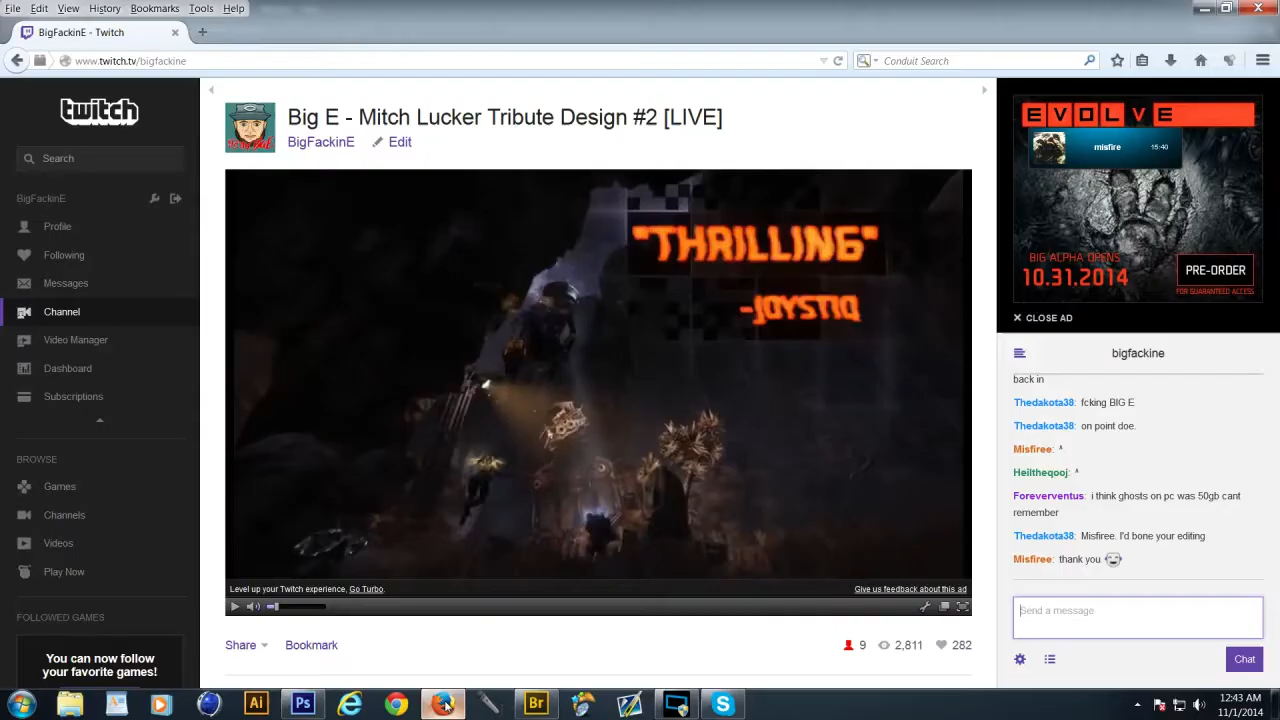 File Edit View History Bookmarks Tools Help
BigFackinE - Twitch
www.twitch.tv/bigfackine
Conduit Search
twitch
Search
BigFackinE
Profile
Following
Messages
Channel
Video Manager
Dashboard
Subscriptions
BROWSE
Games
Channels
Videos
Play Now
FOLLOWED GAMES
You can now follow
your favorite games!
Big E - Mitch Lucker Tribute Design #2 [LIVE]
BigFackinE Edit
"THRILLING"
-JOYSTIQ
Level up your Twitch experience, Go Turbo.
Give us feedback about this ad
Share Bookmark
9 2,811 282
EVOLVE
misfire 15:40
BIG ALPHA OPENS
10.31.2014
PRE-ORDER
FOR GUARANTEED ACCESS
CLOSE AD
bigfackine
back in
Thedakota38: fcking BIG E
Thedakota38: on point doe.
Misfiree: ^
Heiltheqooj: ^
Foreverventus: i think ghosts on pc was 50gb cant
remember
Thedakota38: Misfiree. I'd bone your editing
Misfiree: thank you
Send a message
Chat
Ai Ps Br
12:43 AM
11/1/2014